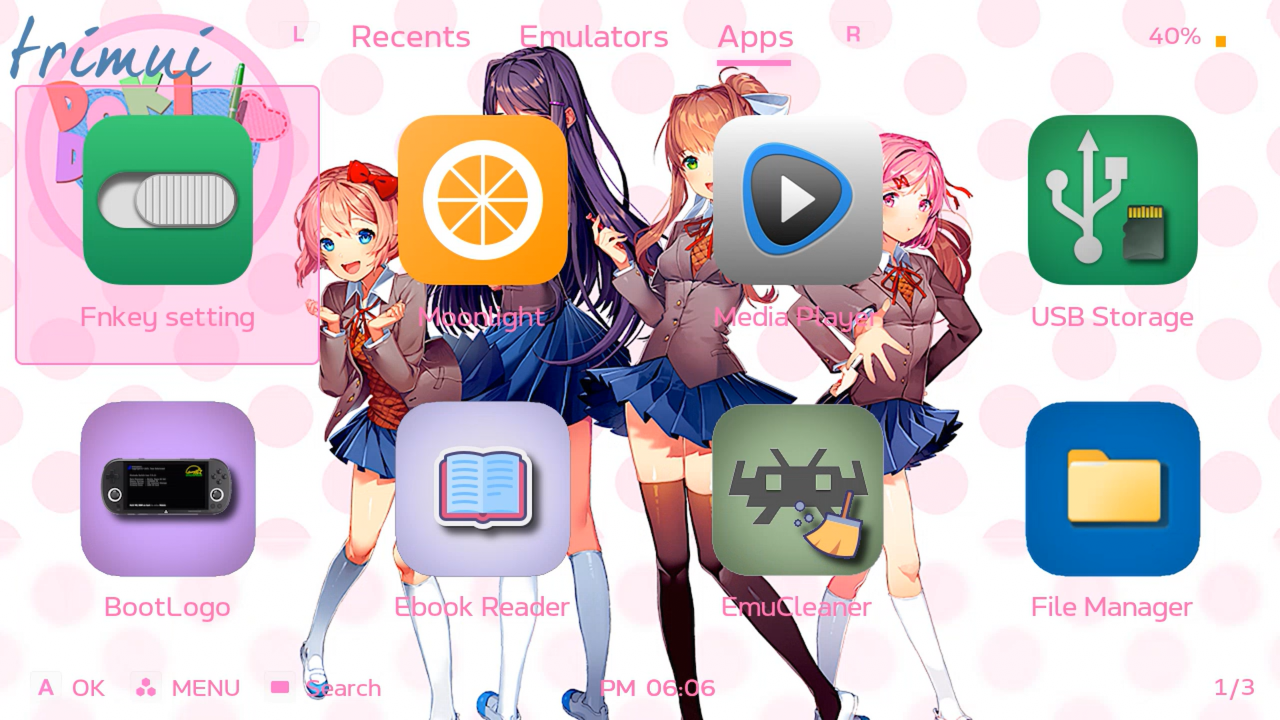 trimui
L Recents Emulators Apps R 40%
DOKI
Fnkey setting Moonlight Media Player USB Storage
BootLogo Ebook Reader EmuCleaner File Manager
A OK MENU Search PM 06:06 1/3